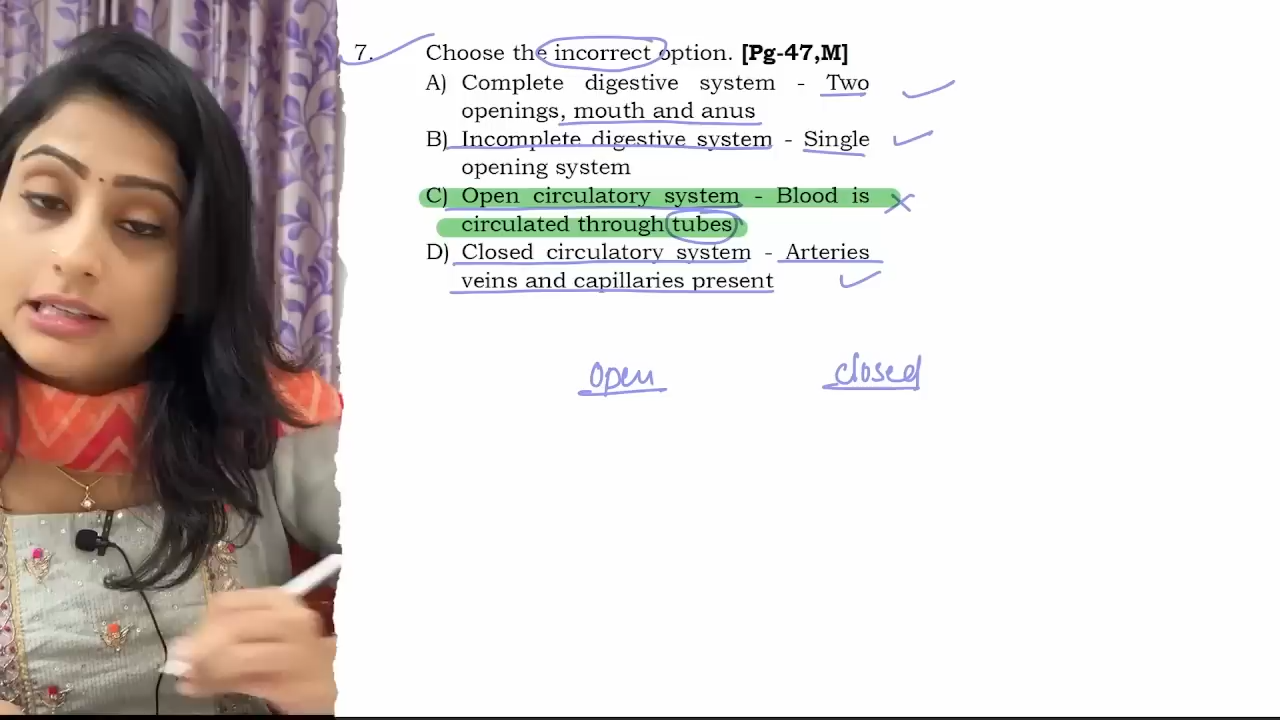 7. Choose the incorrect option. [Pg-47,M]
A) Complete digestive system - Two
openings, mouth and anus
B) Incomplete digestive system - Single
opening system
C) Open circulatory system - Blood is
circulated through tubes
D) Closed circulatory system - Arteries
veins and capillaries present
open closed